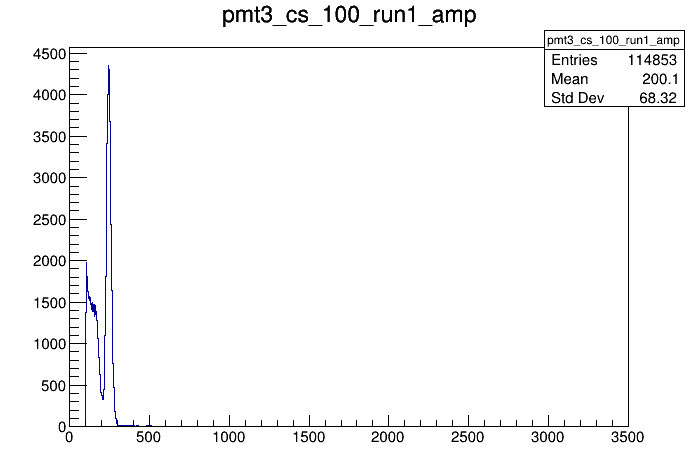 pmt3_cs_100_run1_amp
pmt3_cs_100_run1_amp
Entries 114853
Mean 200.1
Std Dev 68.32
4500
4000
3500
3000
2500
2000
1500
1000
500
0
0 500 1000 1500 2000 2500 3000 3500